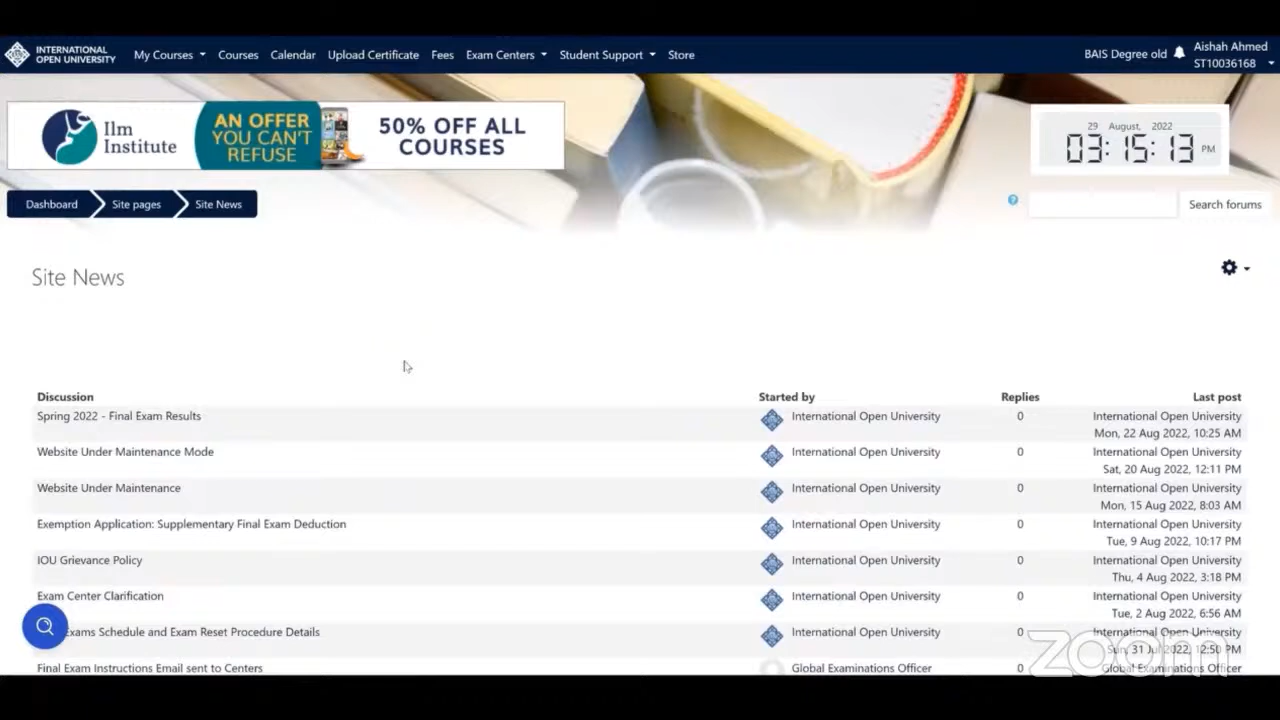 INTERNATIONAL
OPEN UNIVERSITY
My Courses
Courses
Calendar
Upload Certificate
Fees
Exam Centers
Student Support
Store
BAIS Degree old
Aishah Ahmed
ST10036168
Ilm
Institute
AN OFFER
YOU CAN'T
REFUSE
50% OFF ALL
COURSES
29 August, 2022
03:15:13 PM
Dashboard
Site pages
Site News
Search forums
Site News
Discussion Started by Replies Last post
Spring 2022 - Final Exam Results International Open University 0 International Open University
Mon, 22 Aug 2022, 10:25 AM
Website Under Maintenance Mode International Open University 0 International Open University
Sat, 20 Aug 2022, 12:11 PM
Website Under Maintenance International Open University 0 International Open University
Mon, 15 Aug 2022, 8:03 AM
Exemption Application: Supplementary Final Exam Deduction International Open University 0 International Open University
Tue, 9 Aug 2022, 10:17 PM
IOU Grievance Policy International Open University 0 International Open University
Thu, 4 Aug 2022, 3:18 PM
Exam Center Clarification International Open University 0 International Open University
Tue, 2 Aug 2022, 6:56 AM
Exams Schedule and Exam Reset Procedure Details International Open University 0 International Open University
Sun, 31 Jul 2022, 12:50 PM
Final Exam Instructions Email sent to Centers Global Examinations Officer 0 Global Examinations Officer
zoom